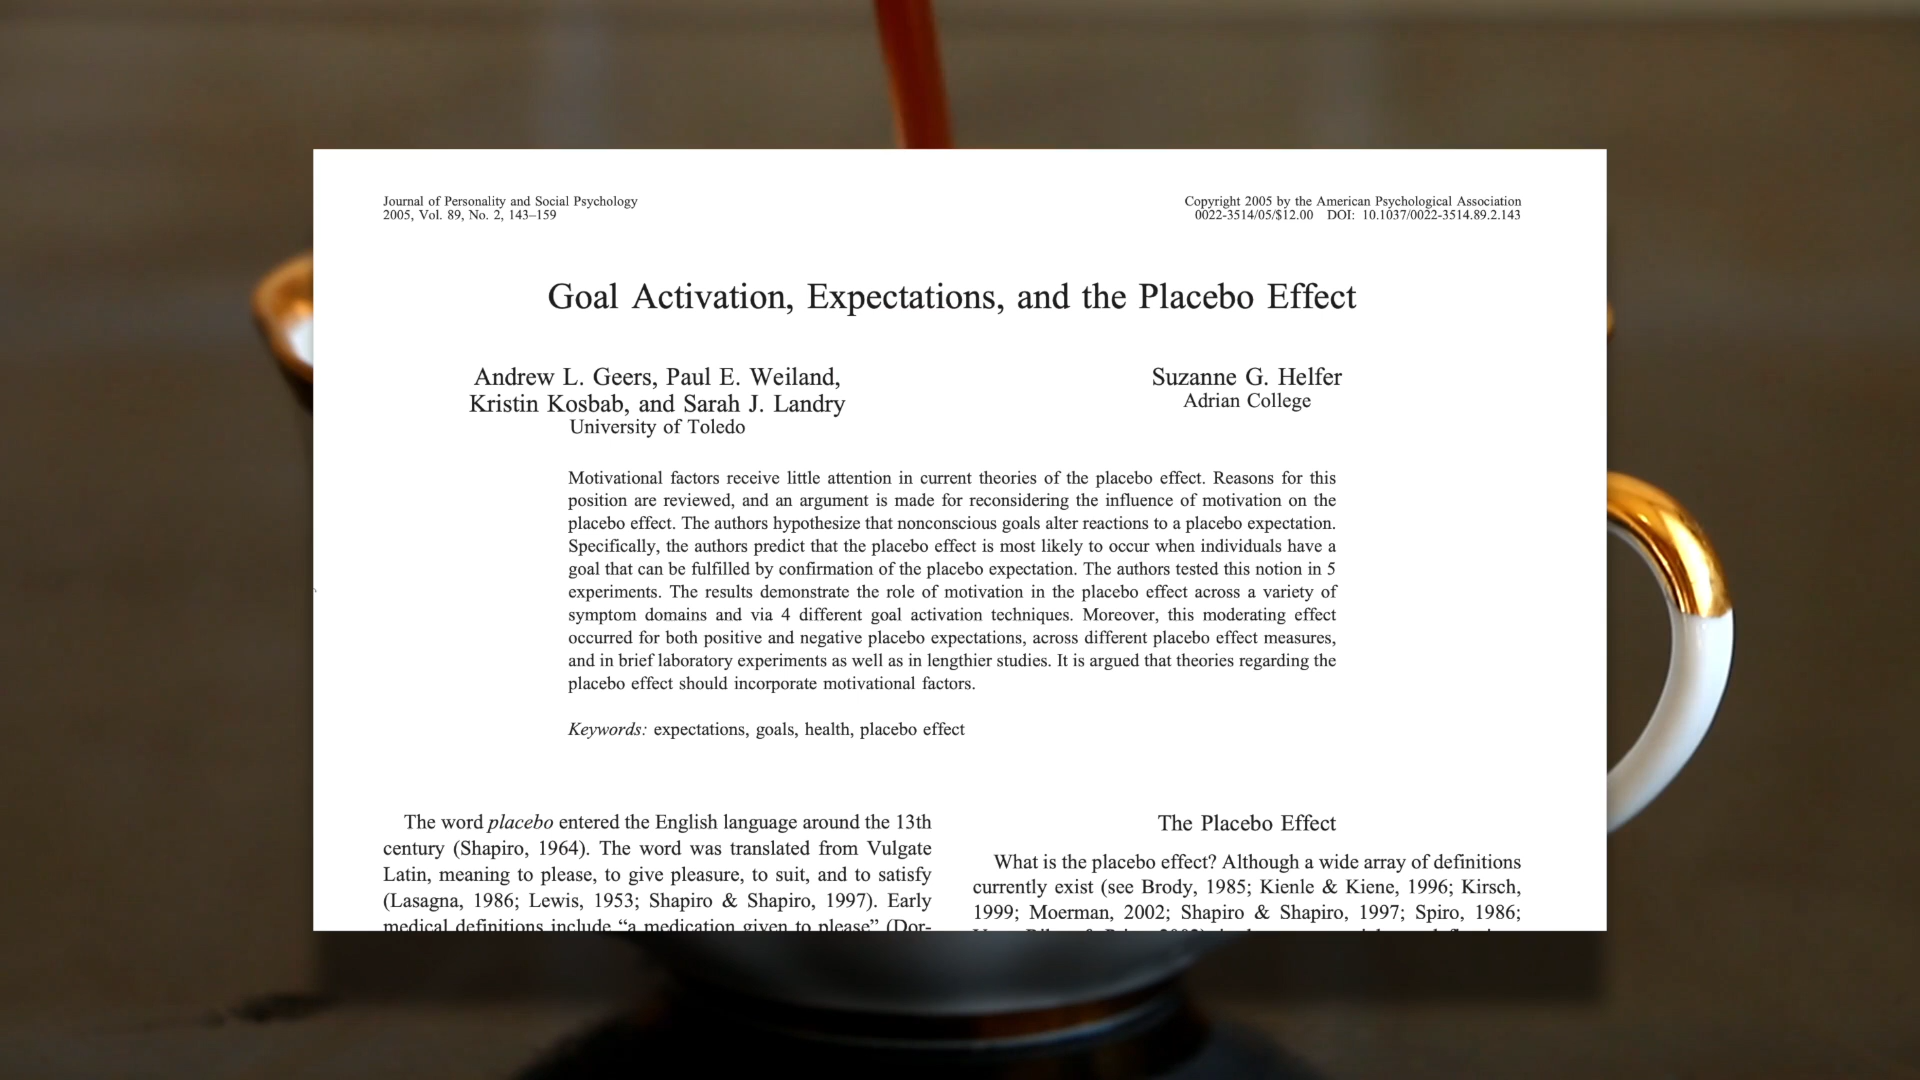 Journal of Personality and Social Psychology
2005, Vol. 89, No. 2, 143–159
Copyright 2005 by the American Psychological Association
0022-3514/05/$12.00 DOI: 10.1037/0022-3514.89.2.143
Goal Activation, Expectations, and the Placebo Effect
Andrew L. Geers, Paul E. Weiland,
Kristin Kosbab, and Sarah J. Landry
University of Toledo
Suzanne G. Helfer
Adrian College
Motivational factors receive little attention in current theories of the placebo effect. Reasons for this
position are reviewed, and an argument is made for reconsidering the influence of motivation on the
placebo effect. The authors hypothesize that nonconscious goals alter reactions to a placebo expectation.
Specifically, the authors predict that the placebo effect is most likely to occur when individuals have a
goal that can be fulfilled by confirmation of the placebo expectation. The authors tested this notion in 5
experiments. The results demonstrate the role of motivation in the placebo effect across a variety of
symptom domains and via 4 different goal activation techniques. Moreover, this moderating effect
occurred for both positive and negative placebo expectations, across different placebo effect measures,
and in brief laboratory experiments as well as in lengthier studies. It is argued that theories regarding the
placebo effect should incorporate motivational factors.
Keywords: expectations, goals, health, placebo effect
The word placebo entered the English language around the 13th
century (Shapiro, 1964). The word was translated from Vulgate
Latin, meaning to please, to give pleasure, to suit, and to satisfy
(Lasagna, 1986; Lewis, 1953; Shapiro & Shapiro, 1997). Early
medical definitions include “a medication given to please” (Dor-
The Placebo Effect
What is the placebo effect? Although a wide array of definitions
currently exist (see Brody, 1985; Kienle & Kiene, 1996; Kirsch,
1999; Moerman, 2002; Shapiro & Shapiro, 1997; Spiro, 1986;